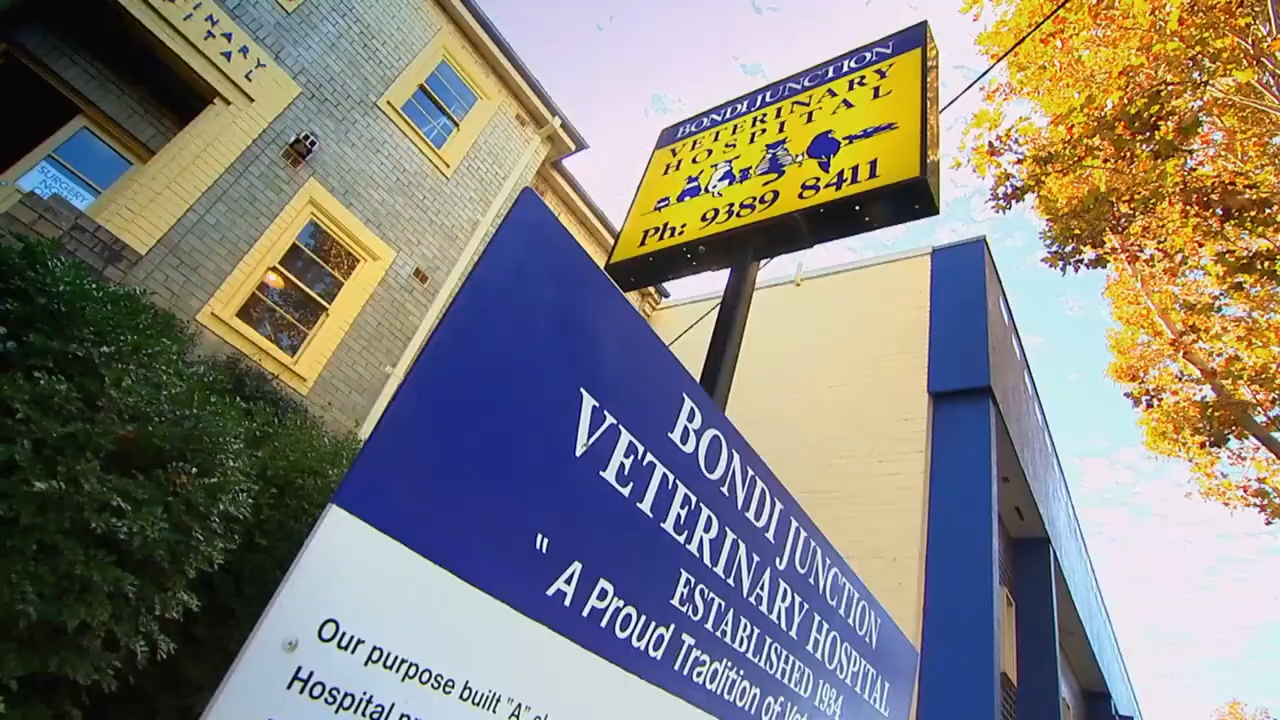 BONDI JUNCTION
VETERINARY
HOSPITAL
Ph: 9389 8411
SURGERY
BONDI JUNCTION
VETERINARY HOSPITAL
ESTABLISHED 1934
"A Proud Tradition of
Our purpose built "A"
Hospital